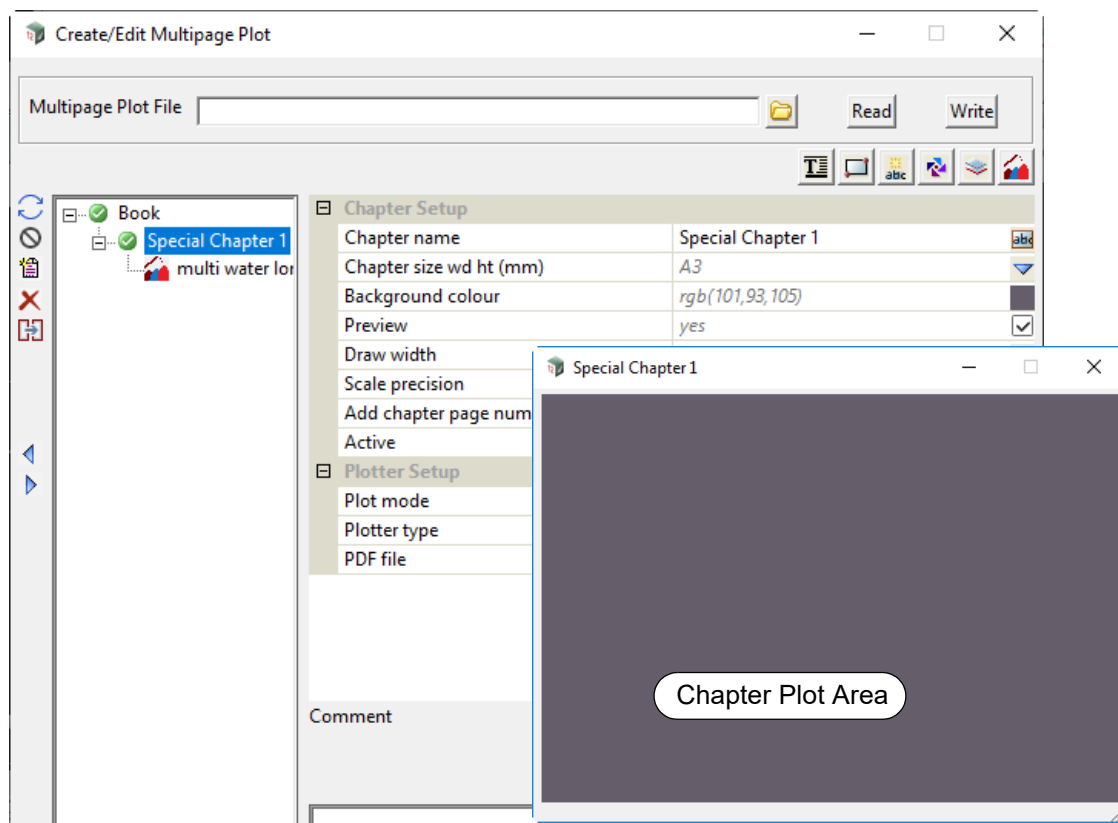 Create/Edit Multipage Plot
Multipage Plot File
Read
Write
abc
Book
Special Chapter 1
multi water lor
Chapter Setup
Chapter name Special Chapter 1 abc
Chapter size wd ht (mm) A3
Background colour rgb(101,93,105)
Preview yes
Draw width
Scale precision
Add chapter page num
Active
Plotter Setup
Plot mode
Plotter type
PDF file
Comment
Special Chapter 1
Chapter Plot Area